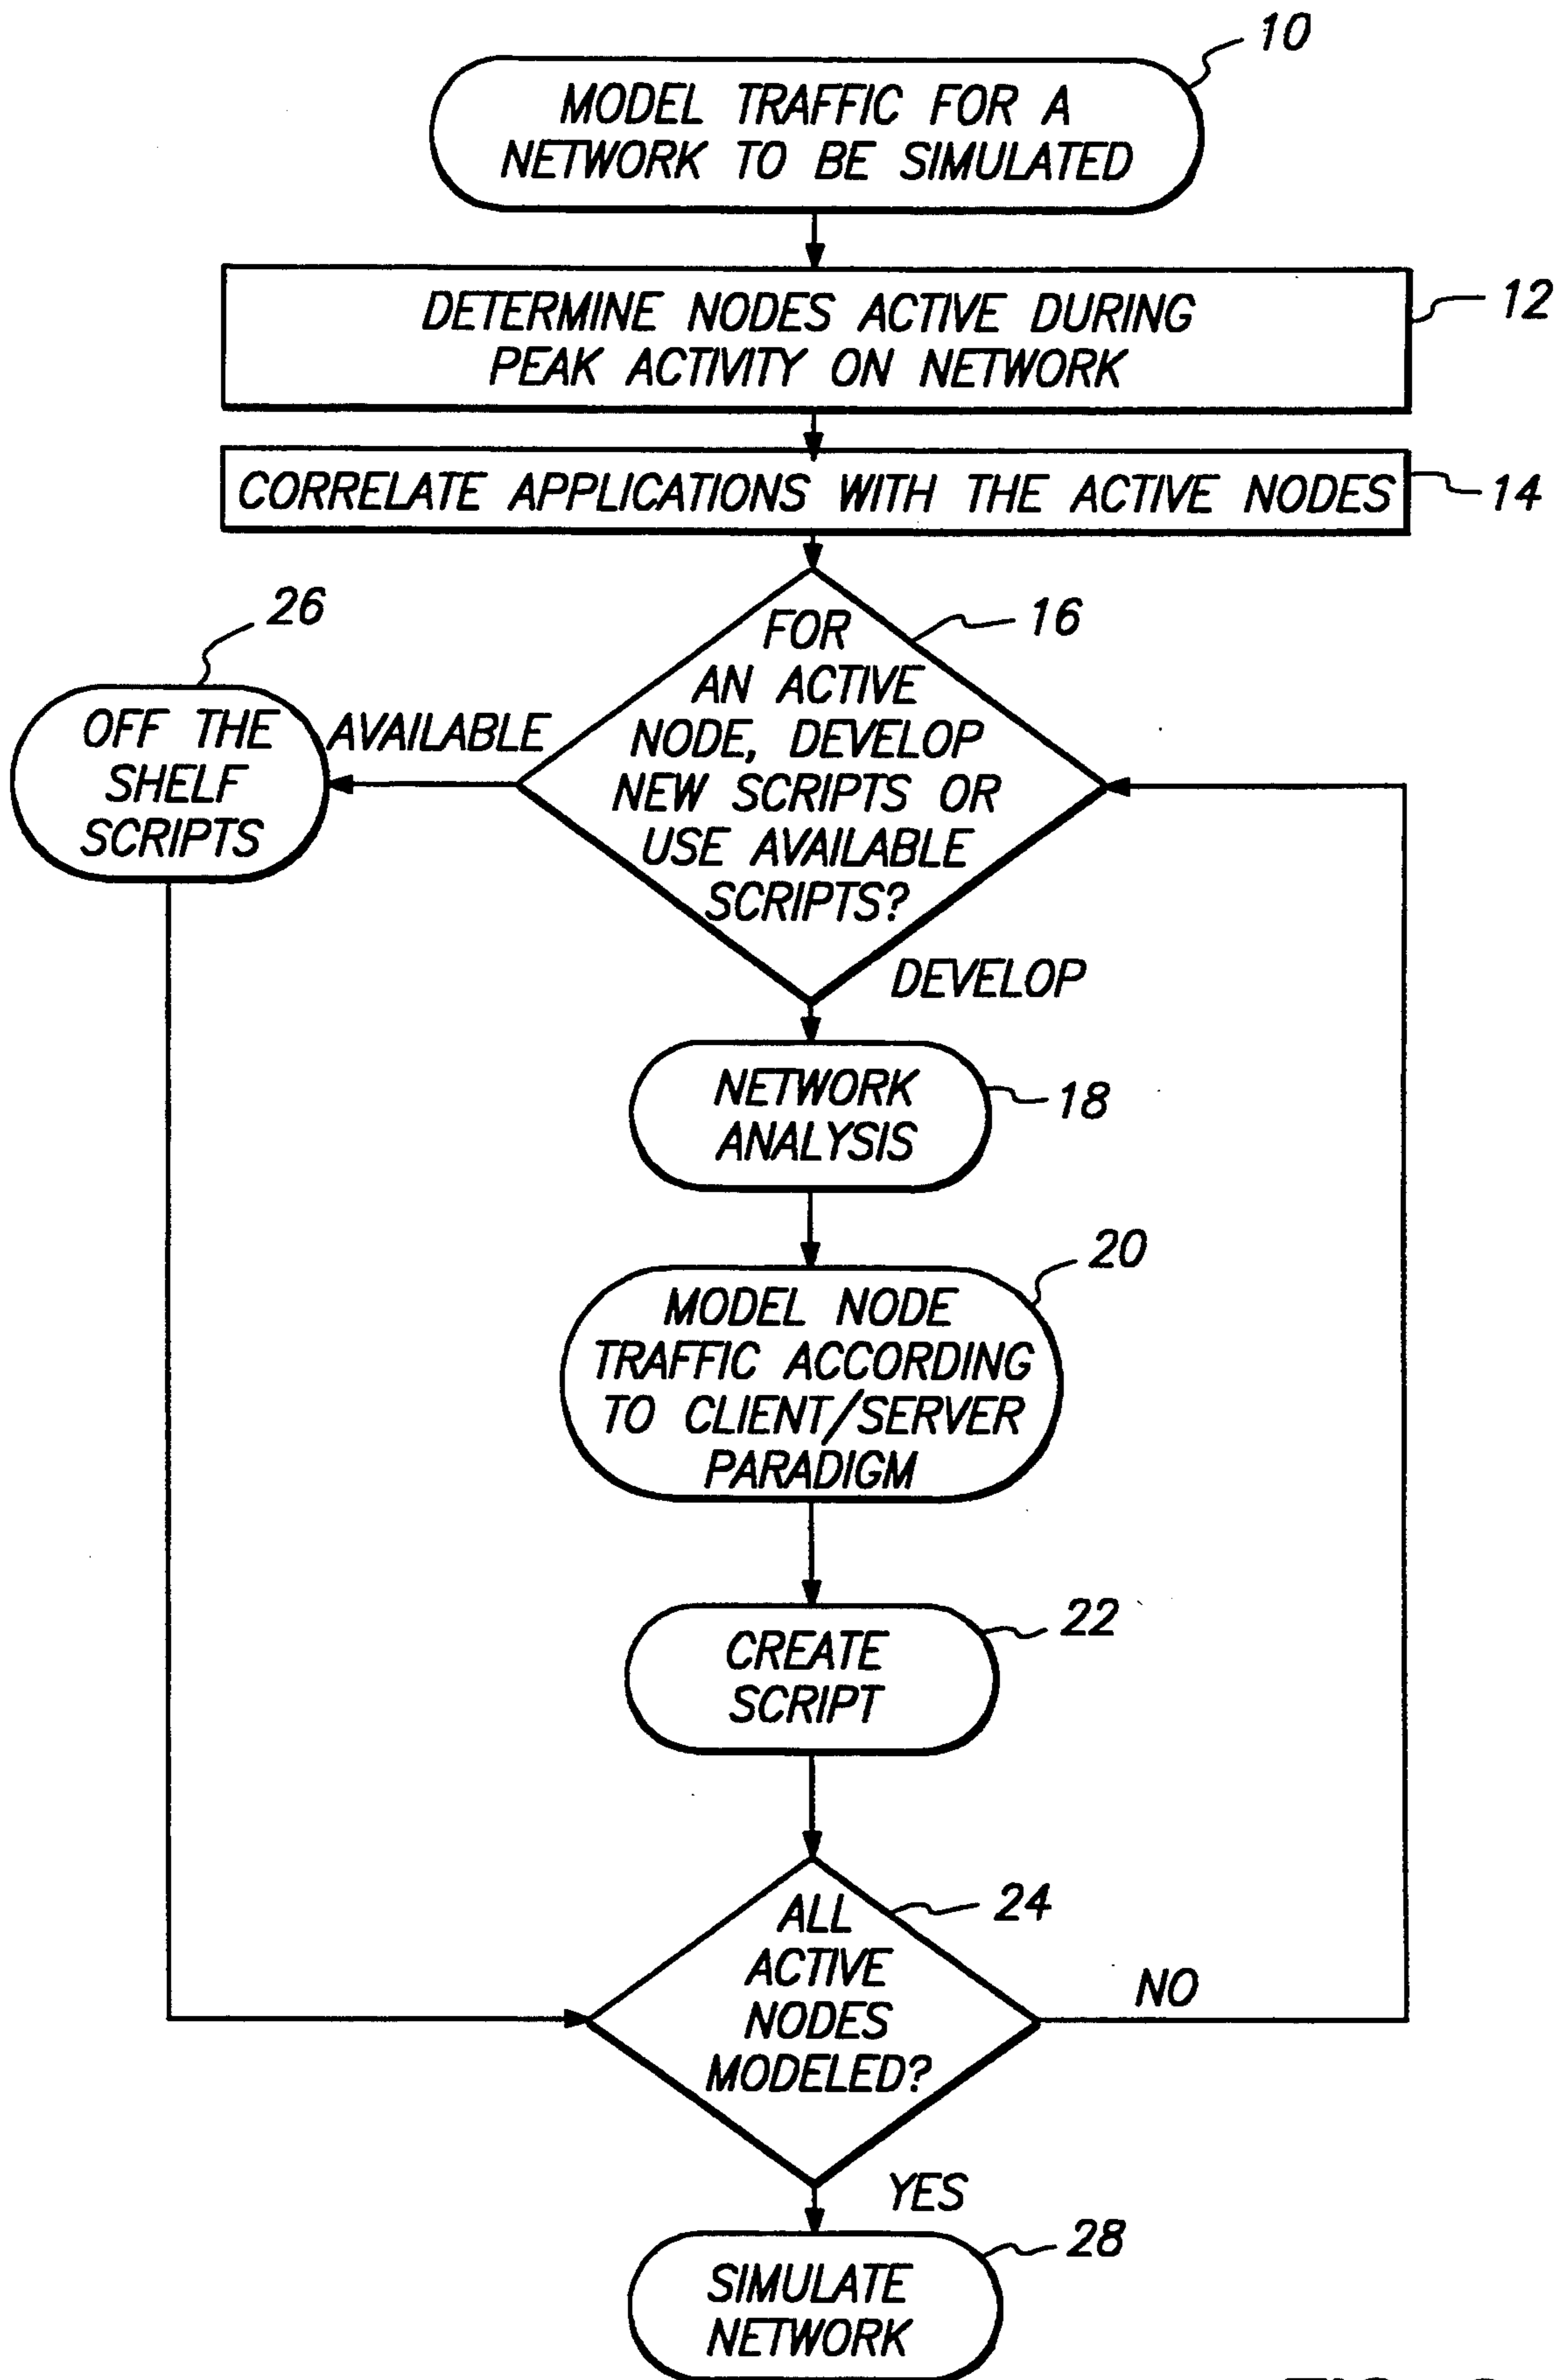 10
MODEL TRAFFIC FOR A
NETWORK TO BE SIMULATED
DETERMINE NODES ACTIVE DURING
PEAK ACTIVITY ON NETWORK
12
CORRELATE APPLICATIONS WITH THE ACTIVE NODES
14
26
16
FOR
AN ACTIVE
NODE, DEVELOP
NEW SCRIPTS OR
USE AVAILABLE
SCRIPTS?
AVAILABLE
OFF THE
SHELF
SCRIPTS
DEVELOP
NETWORK
ANALYSIS
18
20
MODEL NODE
TRAFFIC ACCORDING
TO CLIENT/SERVER
PARADIGM
22
CREATE
SCRIPT
24
ALL
ACTIVE
NODES
MODELED?
NO
YES
28
SIMULATE
NETWORK